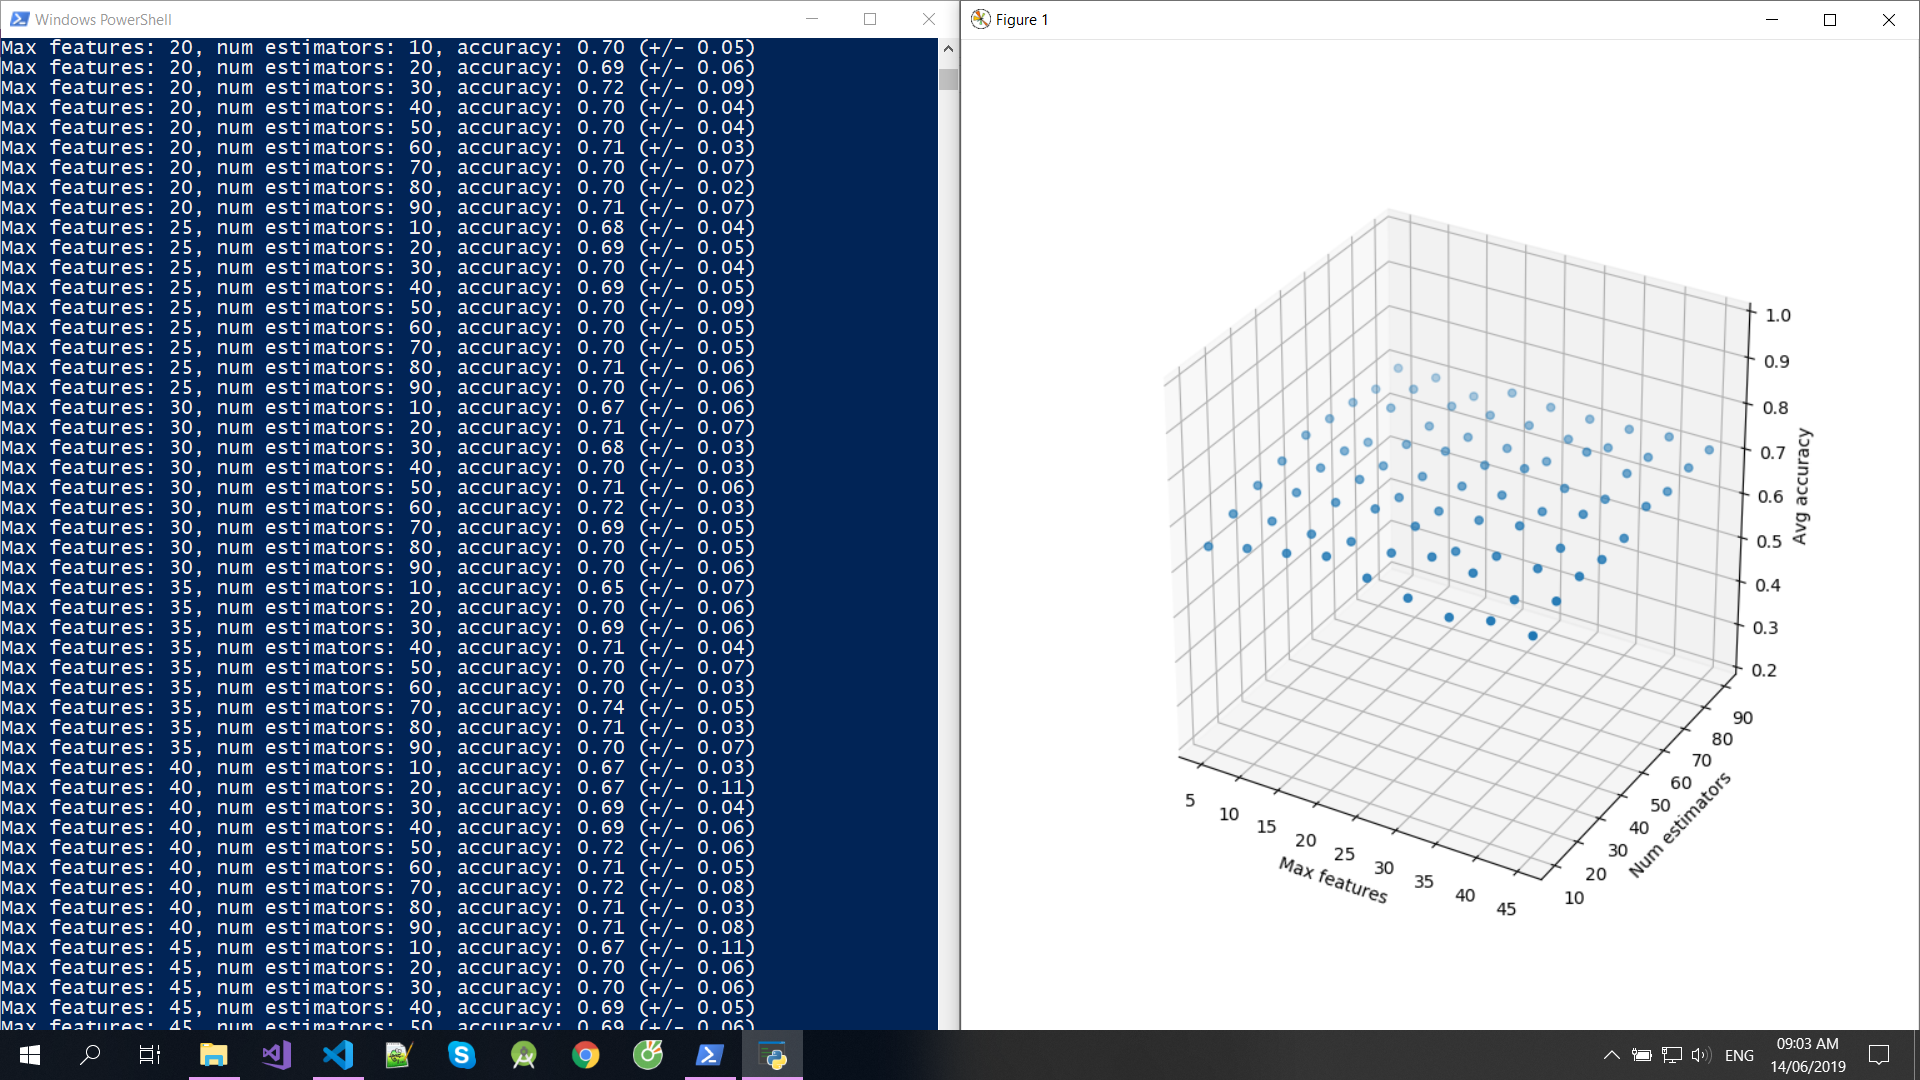 Windows PowerShell
Max features: 20, num estimators: 10, accuracy: 0.70 (+/- 0.05)
Max features: 20, num estimators: 20, accuracy: 0.69 (+/- 0.06)
Max features: 20, num estimators: 30, accuracy: 0.72 (+/- 0.09)
Max features: 20, num estimators: 40, accuracy: 0.70 (+/- 0.04)
Max features: 20, num estimators: 50, accuracy: 0.70 (+/- 0.04)
Max features: 20, num estimators: 60, accuracy: 0.71 (+/- 0.03)
Max features: 20, num estimators: 70, accuracy: 0.70 (+/- 0.07)
Max features: 20, num estimators: 80, accuracy: 0.70 (+/- 0.02)
Max features: 20, num estimators: 90, accuracy: 0.71 (+/- 0.07)
Max features: 25, num estimators: 10, accuracy: 0.68 (+/- 0.04)
Max features: 25, num estimators: 20, accuracy: 0.69 (+/- 0.05)
Max features: 25, num estimators: 30, accuracy: 0.70 (+/- 0.04)
Max features: 25, num estimators: 40, accuracy: 0.69 (+/- 0.05)
Max features: 25, num estimators: 50, accuracy: 0.70 (+/- 0.09)
Max features: 25, num estimators: 60, accuracy: 0.70 (+/- 0.05)
Max features: 25, num estimators: 70, accuracy: 0.70 (+/- 0.05)
Max features: 25, num estimators: 80, accuracy: 0.71 (+/- 0.06)
Max features: 25, num estimators: 90, accuracy: 0.70 (+/- 0.06)
Max features: 30, num estimators: 10, accuracy: 0.67 (+/- 0.06)
Max features: 30, num estimators: 20, accuracy: 0.71 (+/- 0.07)
Max features: 30, num estimators: 30, accuracy: 0.68 (+/- 0.03)
Max features: 30, num estimators: 40, accuracy: 0.70 (+/- 0.03)
Max features: 30, num estimators: 50, accuracy: 0.71 (+/- 0.06)
Max features: 30, num estimators: 60, accuracy: 0.72 (+/- 0.03)
Max features: 30, num estimators: 70, accuracy: 0.69 (+/- 0.05)
Max features: 30, num estimators: 80, accuracy: 0.70 (+/- 0.05)
Max features: 30, num estimators: 90, accuracy: 0.70 (+/- 0.06)
Max features: 35, num estimators: 10, accuracy: 0.65 (+/- 0.07)
Max features: 35, num estimators: 20, accuracy: 0.70 (+/- 0.06)
Max features: 35, num estimators: 30, accuracy: 0.69 (+/- 0.06)
Max features: 35, num estimators: 40, accuracy: 0.71 (+/- 0.04)
Max features: 35, num estimators: 50, accuracy: 0.70 (+/- 0.07)
Max features: 35, num estimators: 60, accuracy: 0.70 (+/- 0.03)
Max features: 35, num estimators: 70, accuracy: 0.74 (+/- 0.05)
Max features: 35, num estimators: 80, accuracy: 0.71 (+/- 0.03)
Max features: 35, num estimators: 90, accuracy: 0.70 (+/- 0.07)
Max features: 40, num estimators: 10, accuracy: 0.67 (+/- 0.03)
Max features: 40, num estimators: 20, accuracy: 0.67 (+/- 0.11)
Max features: 40, num estimators: 30, accuracy: 0.69 (+/- 0.04)
Max features: 40, num estimators: 40, accuracy: 0.69 (+/- 0.06)
Max features: 40, num estimators: 50, accuracy: 0.72 (+/- 0.06)
Max features: 40, num estimators: 60, accuracy: 0.71 (+/- 0.05)
Max features: 40, num estimators: 70, accuracy: 0.72 (+/- 0.08)
Max features: 40, num estimators: 80, accuracy: 0.71 (+/- 0.03)
Max features: 40, num estimators: 90, accuracy: 0.71 (+/- 0.08)
Max features: 45, num estimators: 10, accuracy: 0.67 (+/- 0.11)
Max features: 45, num estimators: 20, accuracy: 0.70 (+/- 0.06)
Max features: 45, num estimators: 30, accuracy: 0.70 (+/- 0.06)
Max features: 45, num estimators: 40, accuracy: 0.69 (+/- 0.05)
Max features: 45, num estimators: 50, accuracy: 0.69 (+/- 0.06)
Figure 1
1.0
0.9
0.8
0.7
0.6
0.5
0.4
0.3
0.2
Avg accuracy
90
80
70
60
50
40
30
20
10
Num estimators
5
10
15
20
25
30
35
40
45
Max features
ENG
09:03 AM
14/06/2019